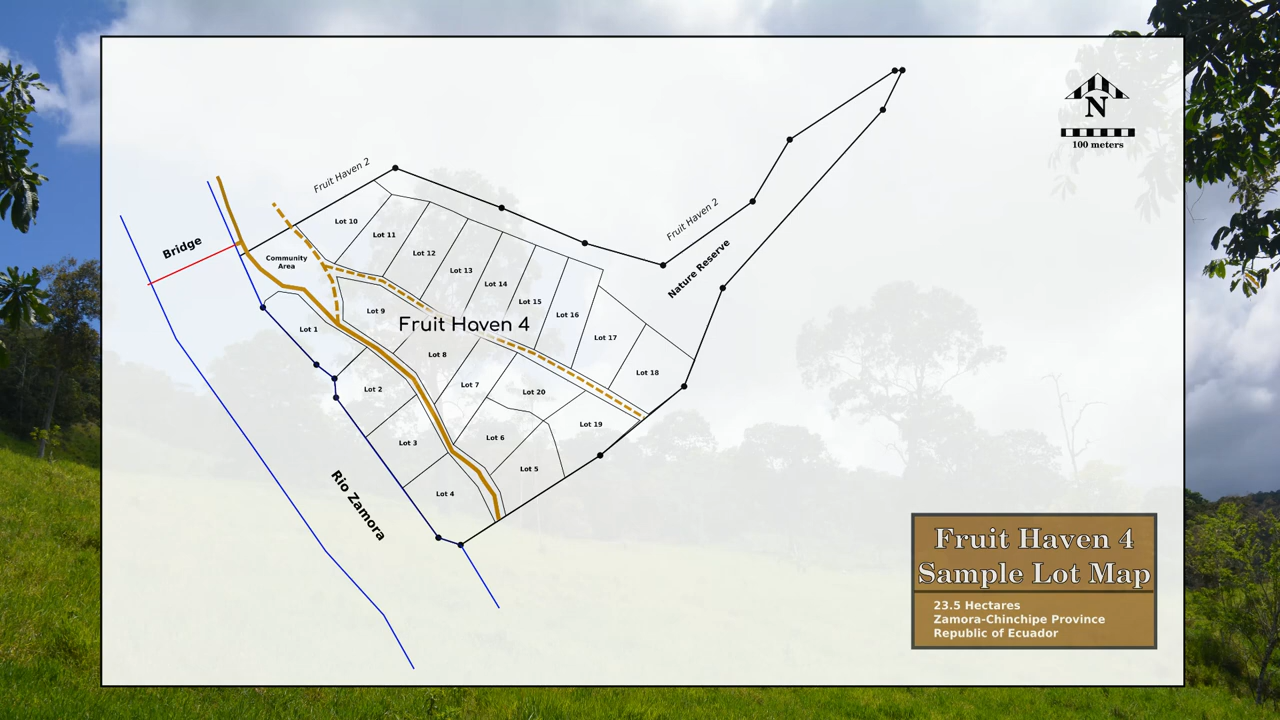 N
100 meters
Fruit Haven 2
Fruit Haven 2
Nature Reserve
Bridge
Community
Area
Lot 10
Lot 11
Lot 12
Lot 13
Lot 14
Lot 15
Lot 16
Lot 17
Lot 18
Lot 9
Fruit Haven 4
Lot 1
Lot 8
Lot 2
Lot 7
Lot 20
Lot 19
Lot 3
Lot 6
Lot 5
Lot 4
Rio Zamora
Fruit Haven 4
Sample Lot Map
23.5 Hectares
Zamora-Chinchipe Province
Republic of Ecuador